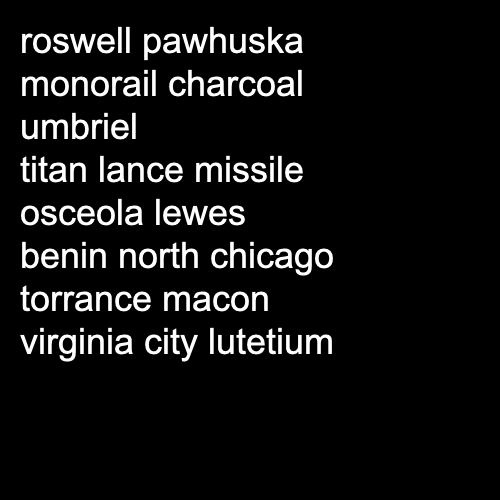 roswell pawhuska
monorail charcoal
umbriel
titan lance missile
osceola lewes
benin north chicago
torrance macon
virginia city lutetium